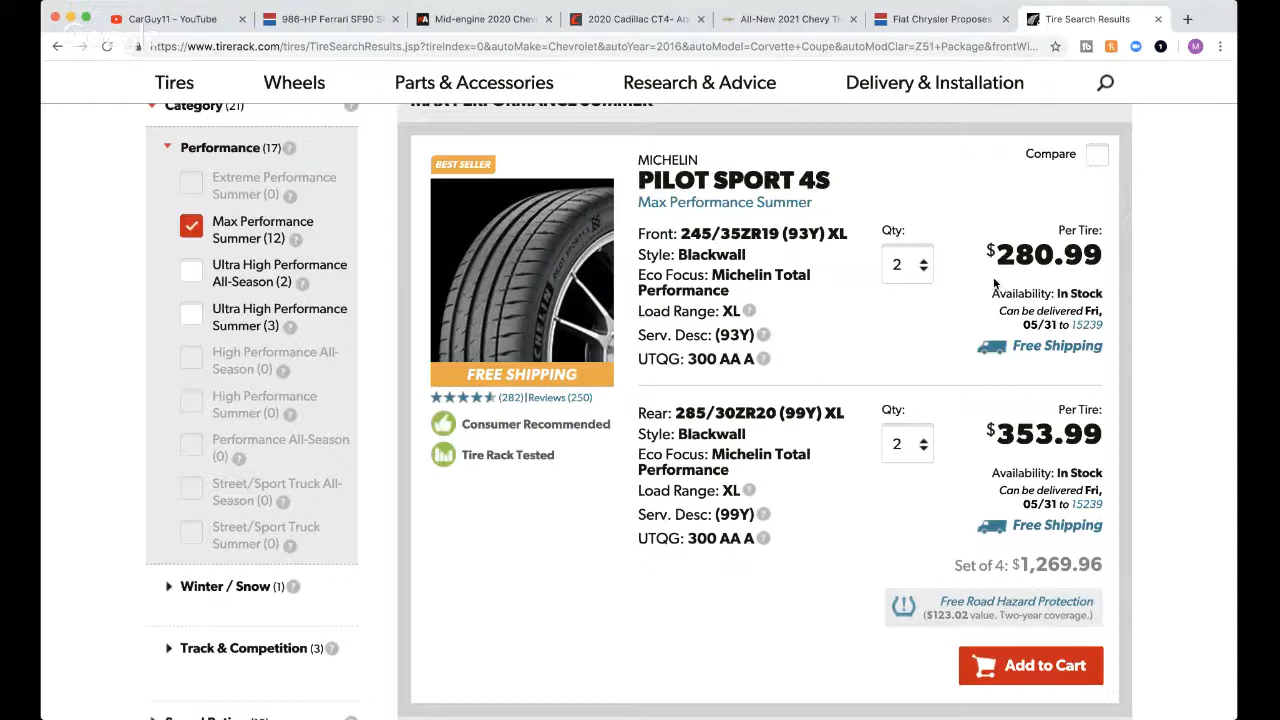 CarGuy11 - YouTube
986-HP Ferrari SF90 S
Mid-engine 2020 Chev
2020 Cadillac CT4- An
All-New 2021 Chevy Tr
Fiat Chrysler Proposes
Tire Search Results
https://www.tirerack.com/tires/TireSearchResults.jsp?tireIndex=0&autoMake=Chevrolet&autoYear=2016&autoModel=Corvette+Coupe&autoModClar=Z51+Package&frontWi...
Tires
Wheels
Parts & Accessories
Research & Advice
Delivery & Installation
Category (21)
MAX PERFORMANCE SUMMER
Performance (17)
Extreme Performance
Summer (0)
Max Performance
Summer (12)
Ultra High Performance
All-Season (2)
Ultra High Performance
Summer (3)
High Performance All-
Season (0)
High Performance
Summer (0)
Performance All-Season
(0)
Street/Sport Truck All-
Season (0)
Street/Sport Truck
Summer (0)
Winter / Snow (1)
Track & Competition (3)
BEST SELLER
FREE SHIPPING
(282)|Reviews (250)
Consumer Recommended
Tire Rack Tested
MICHELIN
PILOT SPORT 4S
Max Performance Summer
Compare
Front: 245/35ZR19 (93Y) XL
Style: Blackwall
Eco Focus: Michelin Total
Performance
Load Range: XL
Serv. Desc: (93Y)
UTQG: 300 AA A
Qty:
2
Per Tire:
$280.99
Availability: In Stock
Can be delivered Fri,
05/31 to 15239
Free Shipping
Rear: 285/30ZR20 (99Y) XL
Style: Blackwall
Eco Focus: Michelin Total
Performance
Load Range: XL
Serv. Desc: (99Y)
UTQG: 300 AA A
Qty:
2
Per Tire:
$353.99
Availability: In Stock
Can be delivered Fri,
05/31 to 15239
Free Shipping
Set of 4: $1,269.96
Free Road Hazard Protection
($123.02 value. Two-year coverage.)
Add to Cart